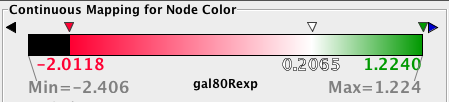 Continuous Mapping for Node Color
-2.0118 0.2065 1.2240
Min=-2.406 gal80Rexp Max=1.224